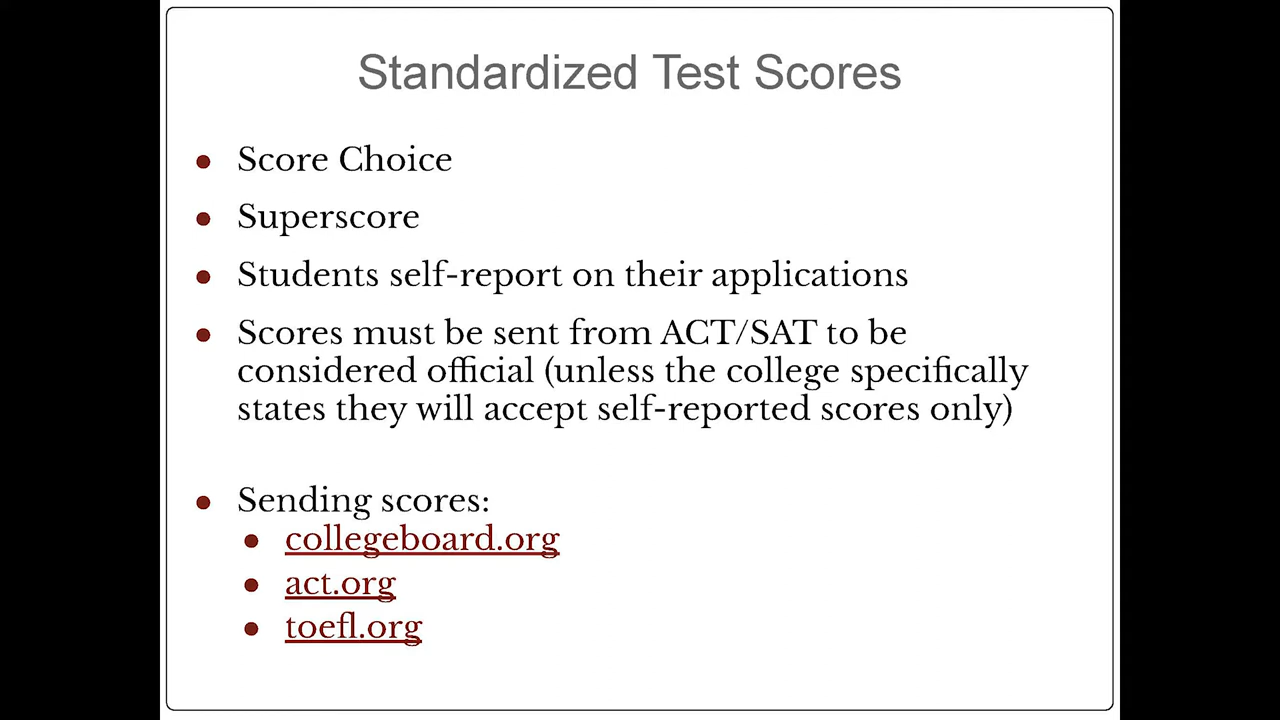 Standardized Test Scores
● Score Choice
● Superscore
● Students self-report on their applications
● Scores must be sent from ACT/SAT to be
considered official (unless the college specifically
states they will accept self-reported scores only)
● Sending scores:
● collegeboard.org
● act.org
● toefl.org